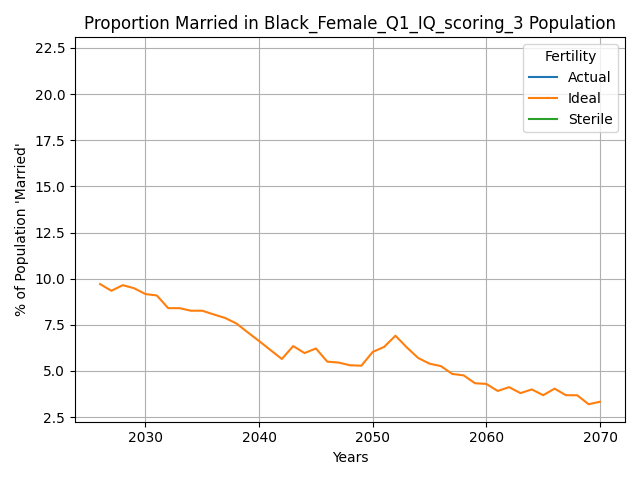 Proportion Married in Black_Female_Q1_IQ_scoring_3 Population
% of Population 'Married'
22.5
20.0
17.5
15.0
12.5
10.0
7.5
5.0
2.5
Fertility
Actual
Ideal
Sterile
2030 2040 2050 2060 2070
Years